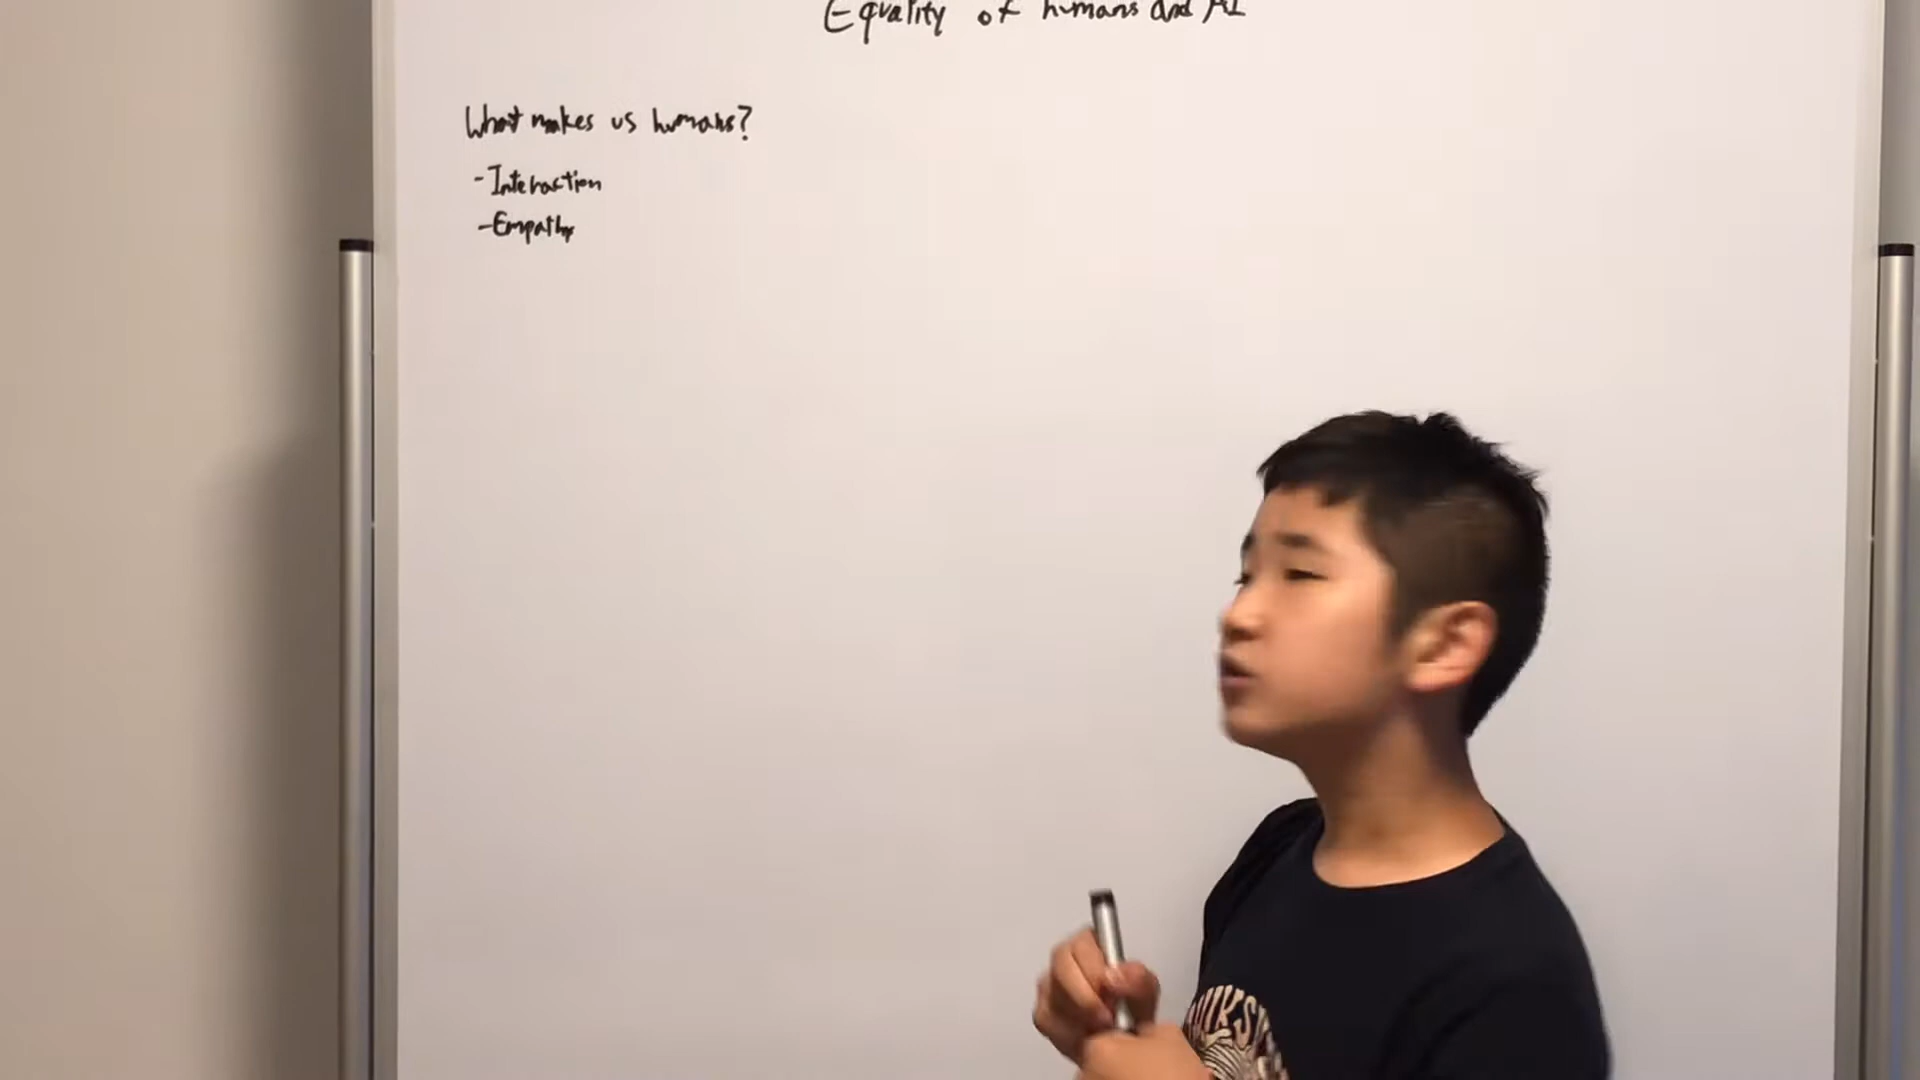 Equality of humans and AI
What makes us humans?
- Interaction
- Empathy